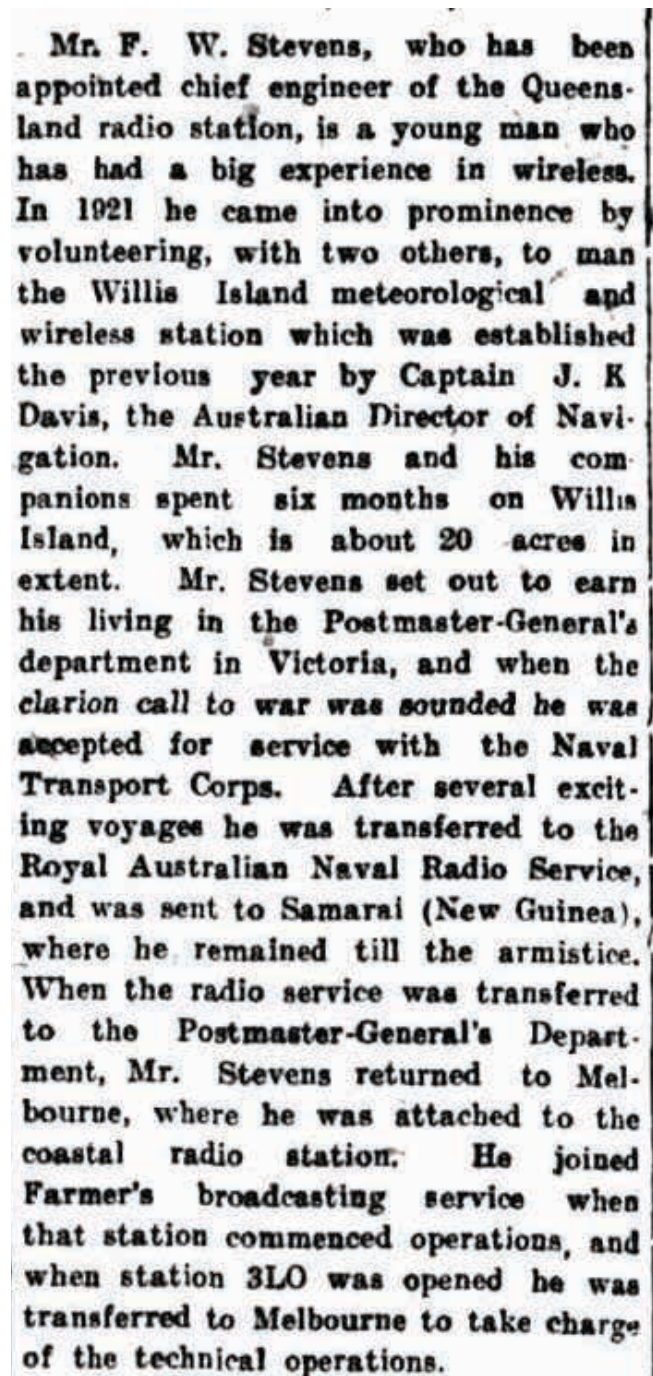 Mr. F. W. Stevens, who has been
appointed chief engineer of the Queens-
land radio station, is a young man who
has had a big experience in wireless.
In 1921 he came into prominence by
volunteering, with two others, to man
the Willis Island meteorological and
wireless station which was established
the previous year by Captain J. K
Davis, the Australian Director of Navi-
gation. Mr. Stevens and his com-
panions spent six months on Willis
Island, which is about 20 acres in
extent. Mr. Stevens set out to earn
his living in the Postmaster-General's
department in Victoria, and when the
clarion call to war was sounded he was
accepted for service with the Naval
Transport Corps. After several excit-
ing voyages he was transferred to the
Royal Australian Naval Radio Service,
and was sent to Samarai (New Guinea),
where he remained till the armistice.
When the radio service was transferred
to the Postmaster-General's Depart-
ment, Mr. Stevens returned to Mel-
bourne, where he was attached to the
coastal radio station. He joined
Farmer's broadcasting service when
that station commenced operations, and
when station 3LO was opened he was
transferred to Melbourne to take charge
of the technical operations.